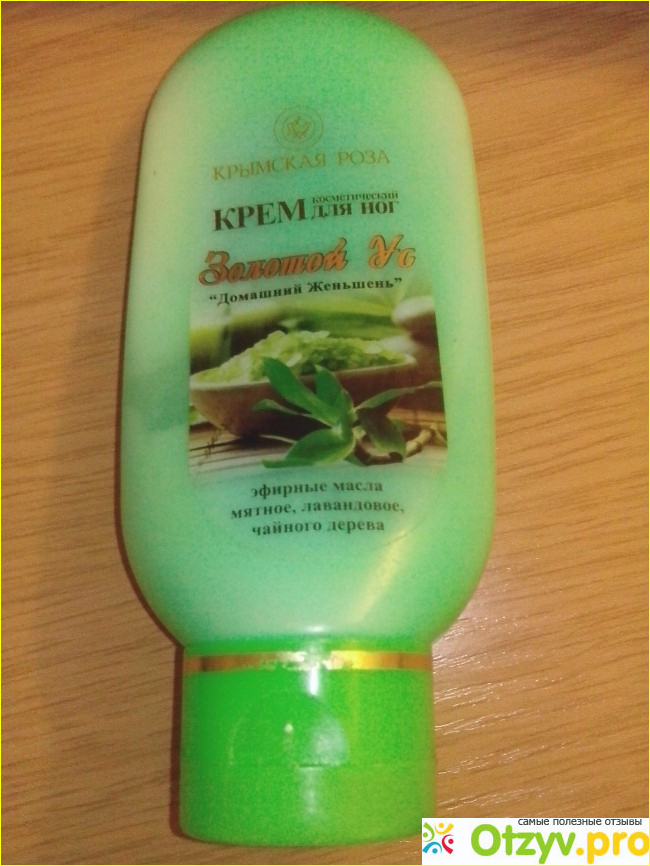 КРЫМСКАЯ РОЗА
КРЕМ косметический
для ног
Золотой Ус
“Домашний Женьшень”
эфирные масла
мятное, лавандовое,
чайного дерева
самые полезные отзывы
Otzyv.pro